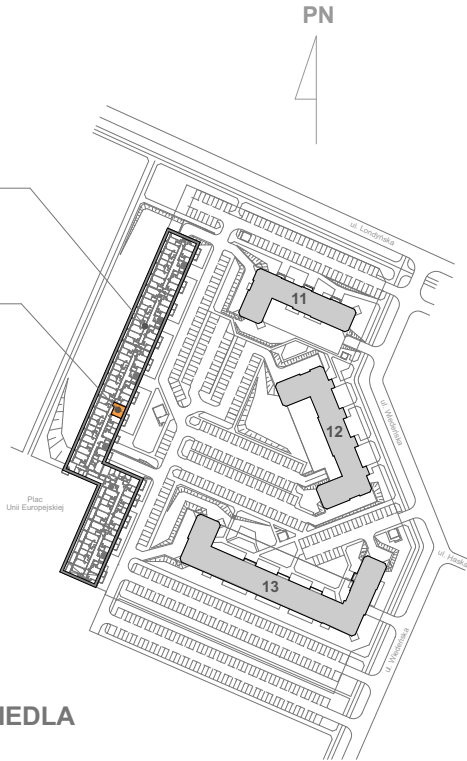 PN
ul. Londyńska
11
ul. Wiedeńska
12
Plac
Unii Europejskiej
ul. Haska
13
ul. Wiedeńska
IEDLA